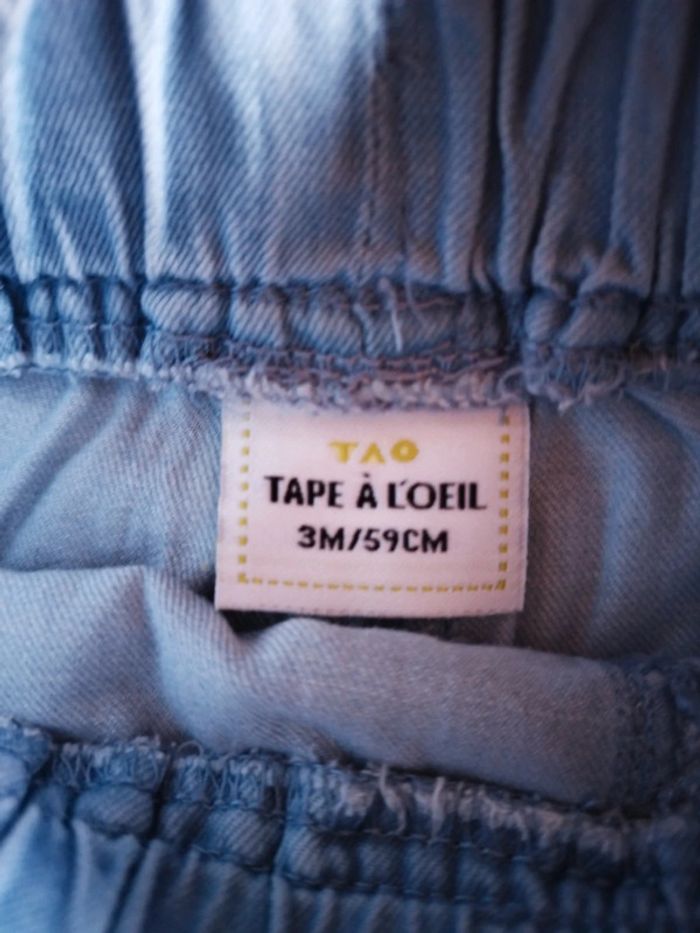 TAO
TAPE À L'OEIL
3M/59CM